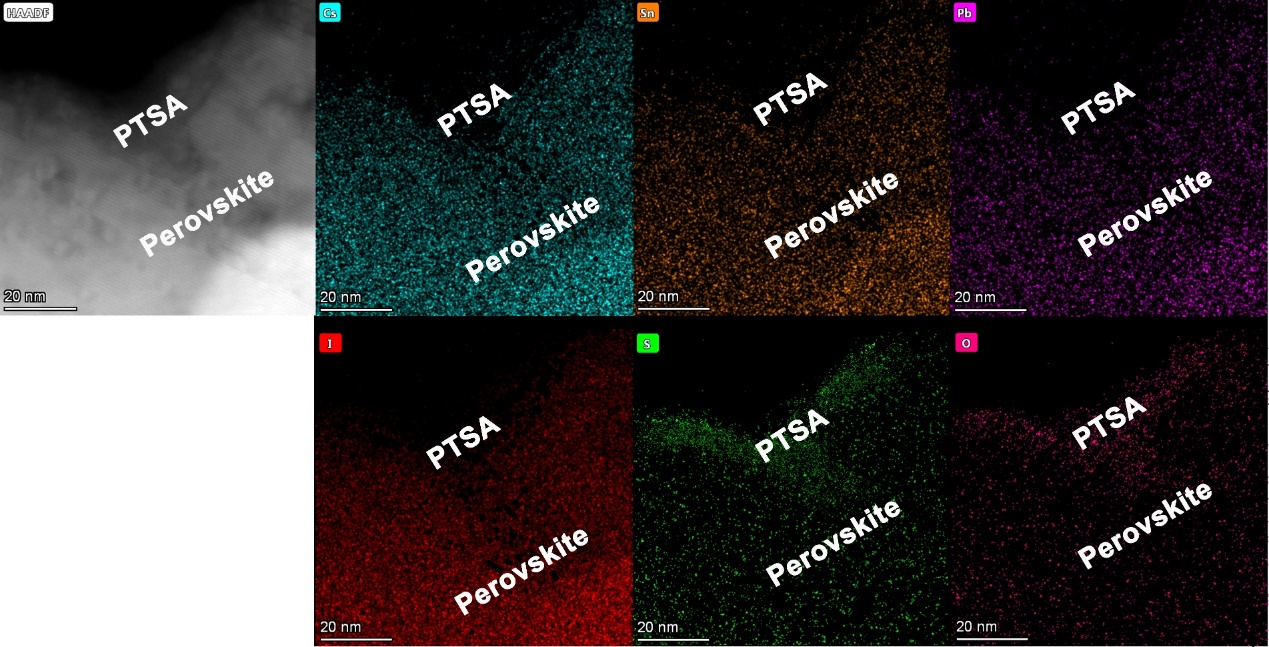 HAADF
PTSA
Perovskite
20 nm
Cs
PTSA
Perovskite
20 nm
Sn
PTSA
Perovskite
20 nm
Pb
PTSA
Perovskite
20 nm
I
PTSA
Perovskite
20 nm
S
PTSA
Perovskite
20 nm
O
PTSA
Perovskite
20 nm